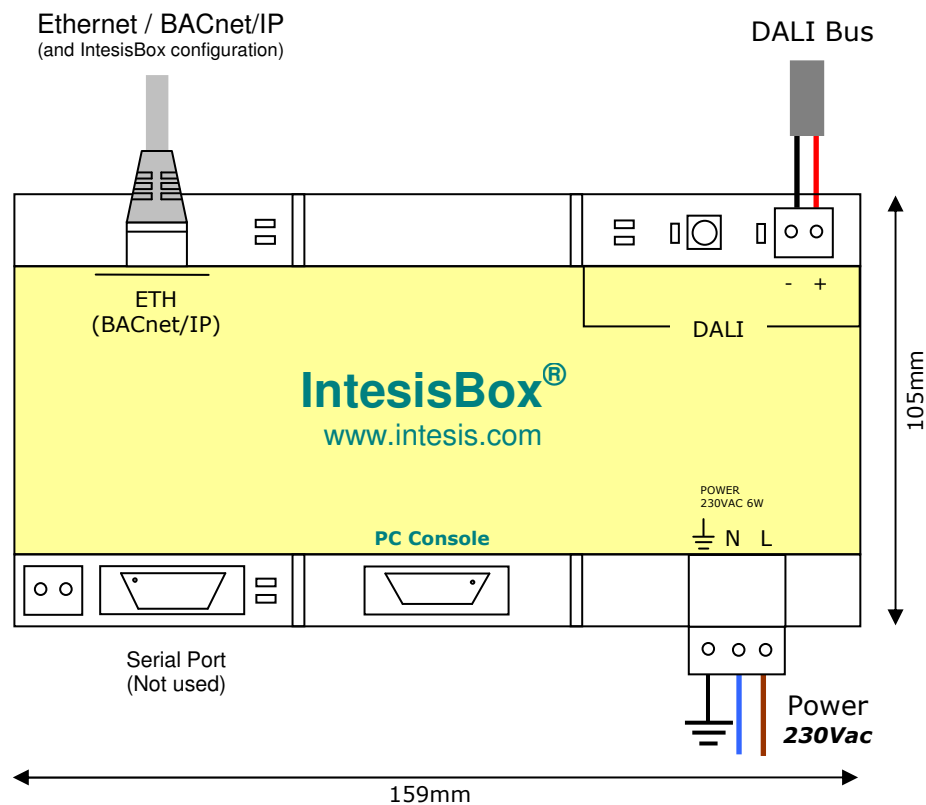 Ethernet / BACnet/IP
(and IntesisBox configuration)
DALI Bus
ETH
(BACnet/IP)
- +
DALI
IntesisBox®
www.intesis.com
105mm
POWER
230VAC 6W
N L
PC Console
Serial Port
(Not used)
Power
230Vac
159mm